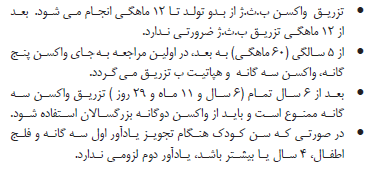 • تزریق واکسن ب.ث.ژ از بدو تولد تا ۱۲ ماهگی انجام می شود. بعد
از ۱۲ ماهگی تزریق ب.ث.ژ ضرورتی ندارد.
• از ۵ سالگی (۶۰ ماهگی) به بعد، در اولین مراجعه به جای واکسن پنج
گانه، واکسن سه گانه و هپاتیت ب تزریق می گردد.
• بعد از ۶ سال تمام (۶ سال و ۱۱ ماه و ۲۹ روز) تزریق واکسن سه
گانه ممنوع است و باید از واکسن دوگانه بزرگسالان استفاده شود.
• در صورتی که سن کودک هنگام تجویز یادآور اول سه گانه و فلج
اطفال، ۴ سال یا بیشتر باشد، یادآور دوم لزومی ندارد.